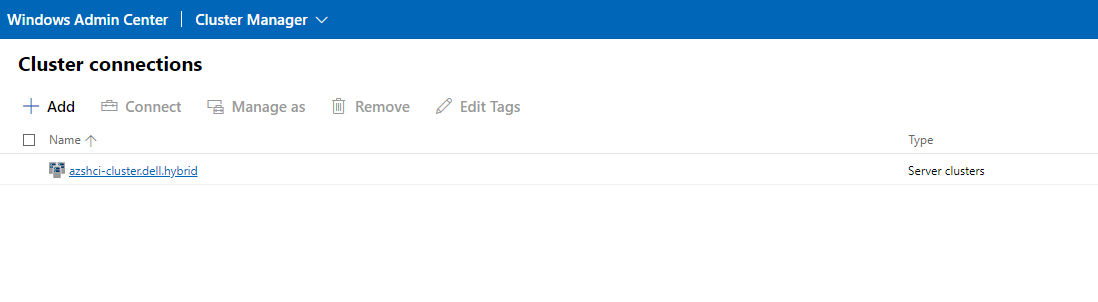 Windows Admin Center Cluster Manager
Cluster connections
Add Connect Manage as Remove Edit Tags
Name Type
azshci-cluster.dell.hybrid Server clusters